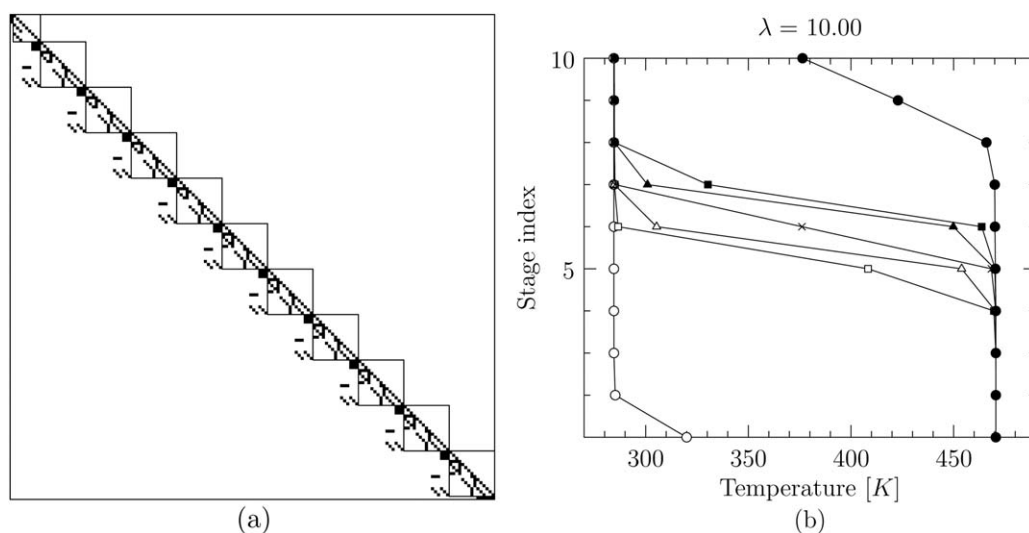 λ = 10.00
10
5
Stage index
300
350
400
450
Temperature [K]
(a)
(b)